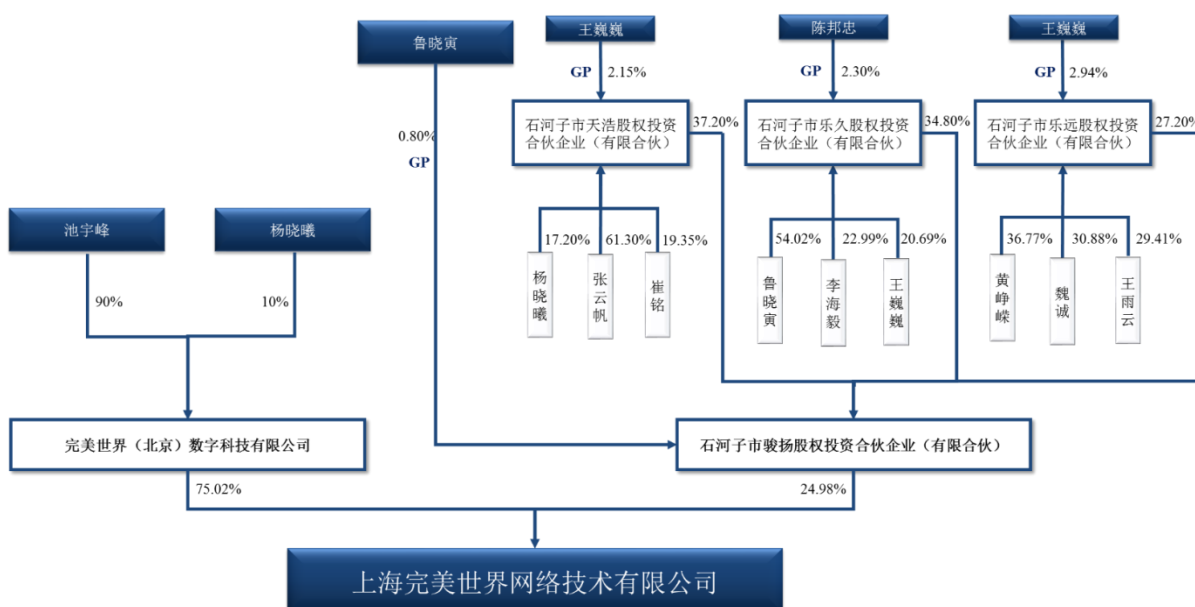 鲁晓寅
王巍巍
陈邦忠
王巍巍
GP
2.15%
GP
2.30%
GP
2.94%
0.80%
GP
石河子市天浩股权投资
合伙企业（有限合伙）
37.20%
石河子市乐久股权投资
合伙企业（有限合伙）
34.80%
石河子市乐远股权投资
合伙企业（有限合伙）
27.20%
池宇峰
杨晓曦
17.20%
61.30%
19.35%
54.02%
22.99%
20.69%
36.77%
30.88%
29.41%
杨晓曦
张云帆
崔铭
鲁晓寅
李海毅
王巍巍
黄峥嵘
魏诚
王雨云
90%
10%
完美世界（北京）数字科技有限公司
石河子市骏扬股权投资合伙企业（有限合伙）
75.02%
24.98%
上海完美世界网络技术有限公司